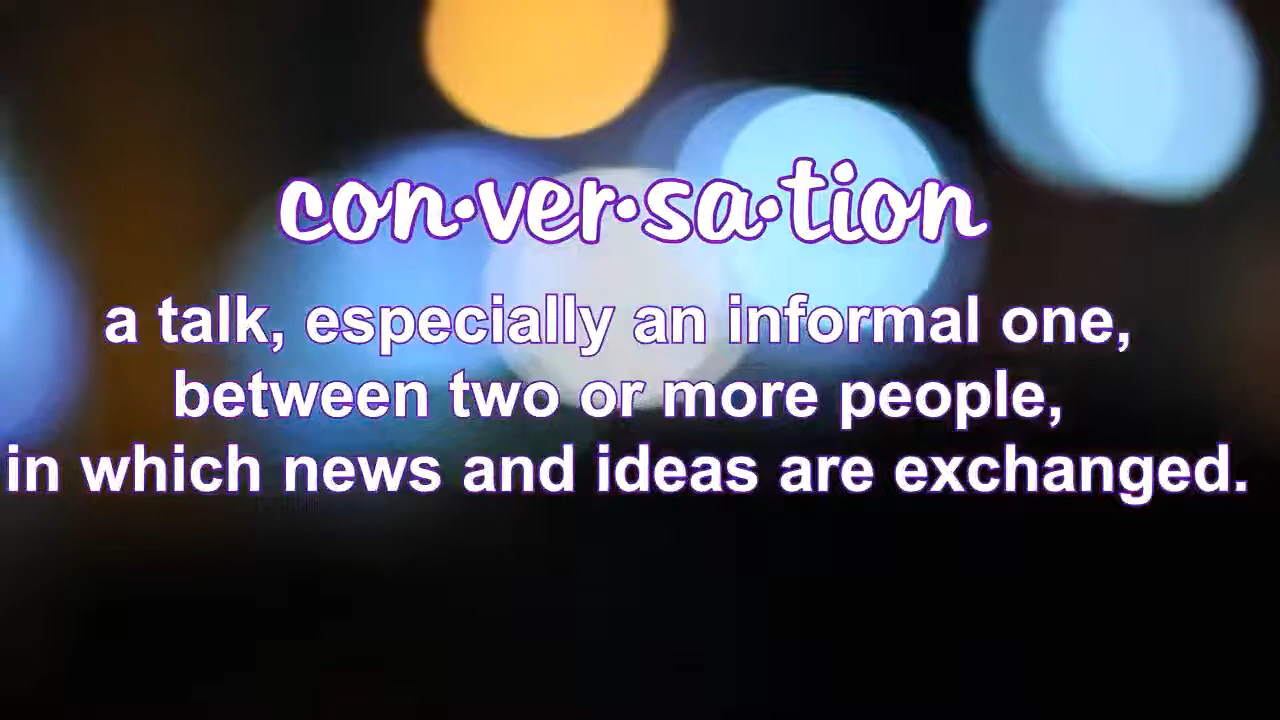 con·ver·sa·tion
a talk, especially an informal one,
between two or more people,
in which news and ideas are exchanged.